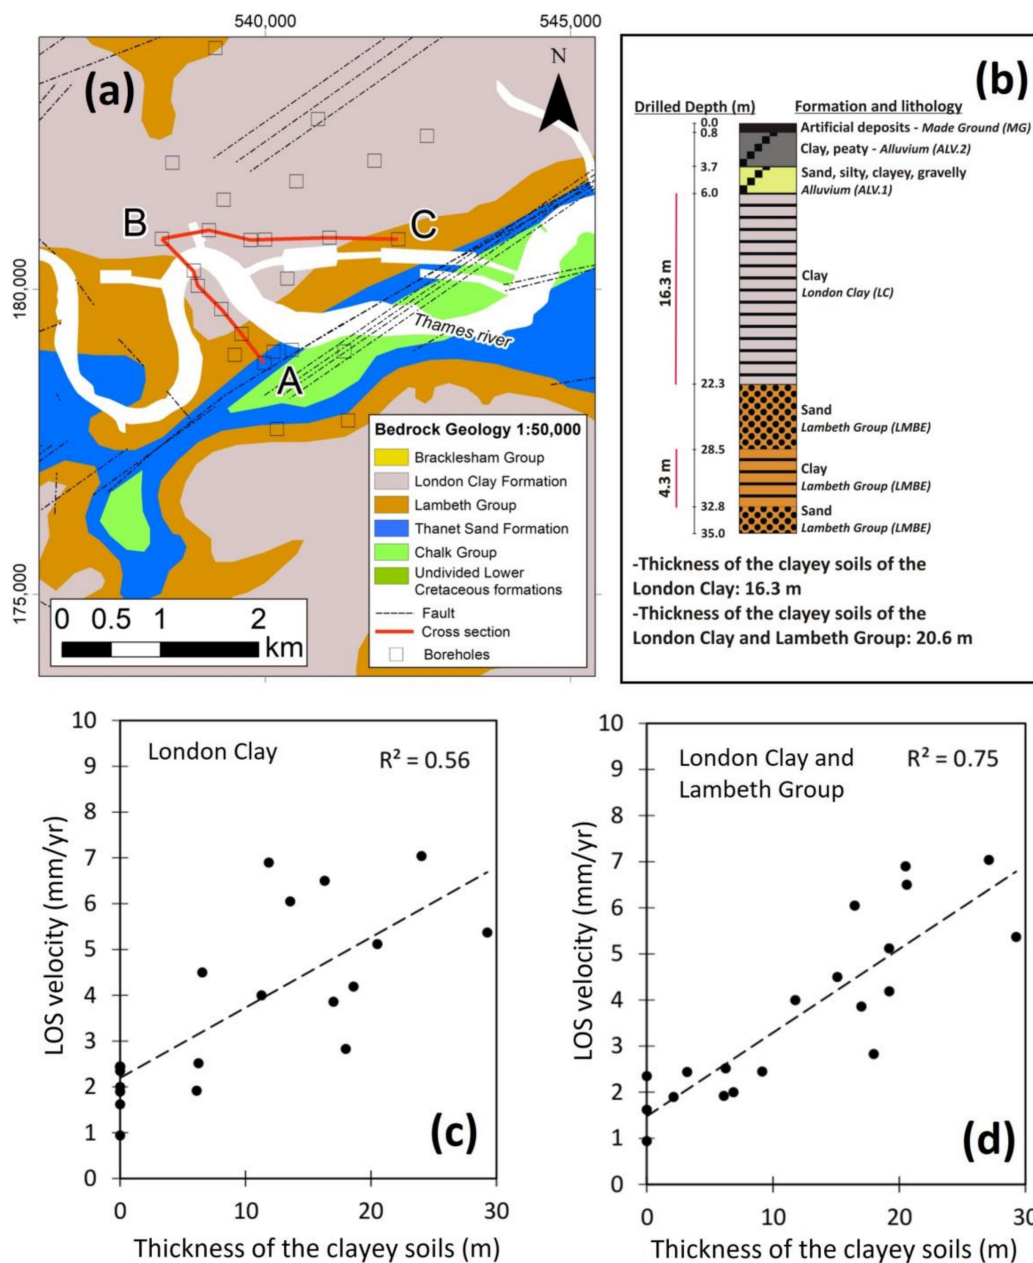 540,000
545,000
(a)
N
B
C
180,000
Thames river
A
175,000
Bedrock Geology 1:50,000
Bracklesham Group
London Clay Formation
Lambeth Group
Thanet Sand Formation
Chalk Group
Undivided Lower
Cretaceous formations
Fault
Cross section
Boreholes
0 0.5 1 2
km
(b)
Drilled Depth (m)
Formation and lithology
0.0
Artificial deposits - Made Ground (MG)
0.8
Clay, peaty - Alluvium (ALV.2)
3.7
Sand, silty, clayey, gravelly
Alluvium (ALV.1)
6.0
16.3 m
Clay
London Clay (LC)
22.3
Sand
Lambeth Group (LMBE)
28.5
4.3 m
Clay
Lambeth Group (LMBE)
32.8
Sand
Lambeth Group (LMBE)
35.0
-Thickness of the clayey soils of the
London Clay: 16.3 m
-Thickness of the clayey soils of the
London Clay and Lambeth Group: 20.6 m
10
9
8
7
6
5
4
3
2
1
0
LOS velocity (mm/yr)
London Clay
R² = 0.56
(c)
0 10 20 30
Thickness of the clayey soils (m)
10
9
8
7
6
5
4
3
2
1
0
LOS velocity (mm/yr)
London Clay and
Lambeth Group
R² = 0.75
(d)
0 10 20 30
Thickness of the clayey soils (m)